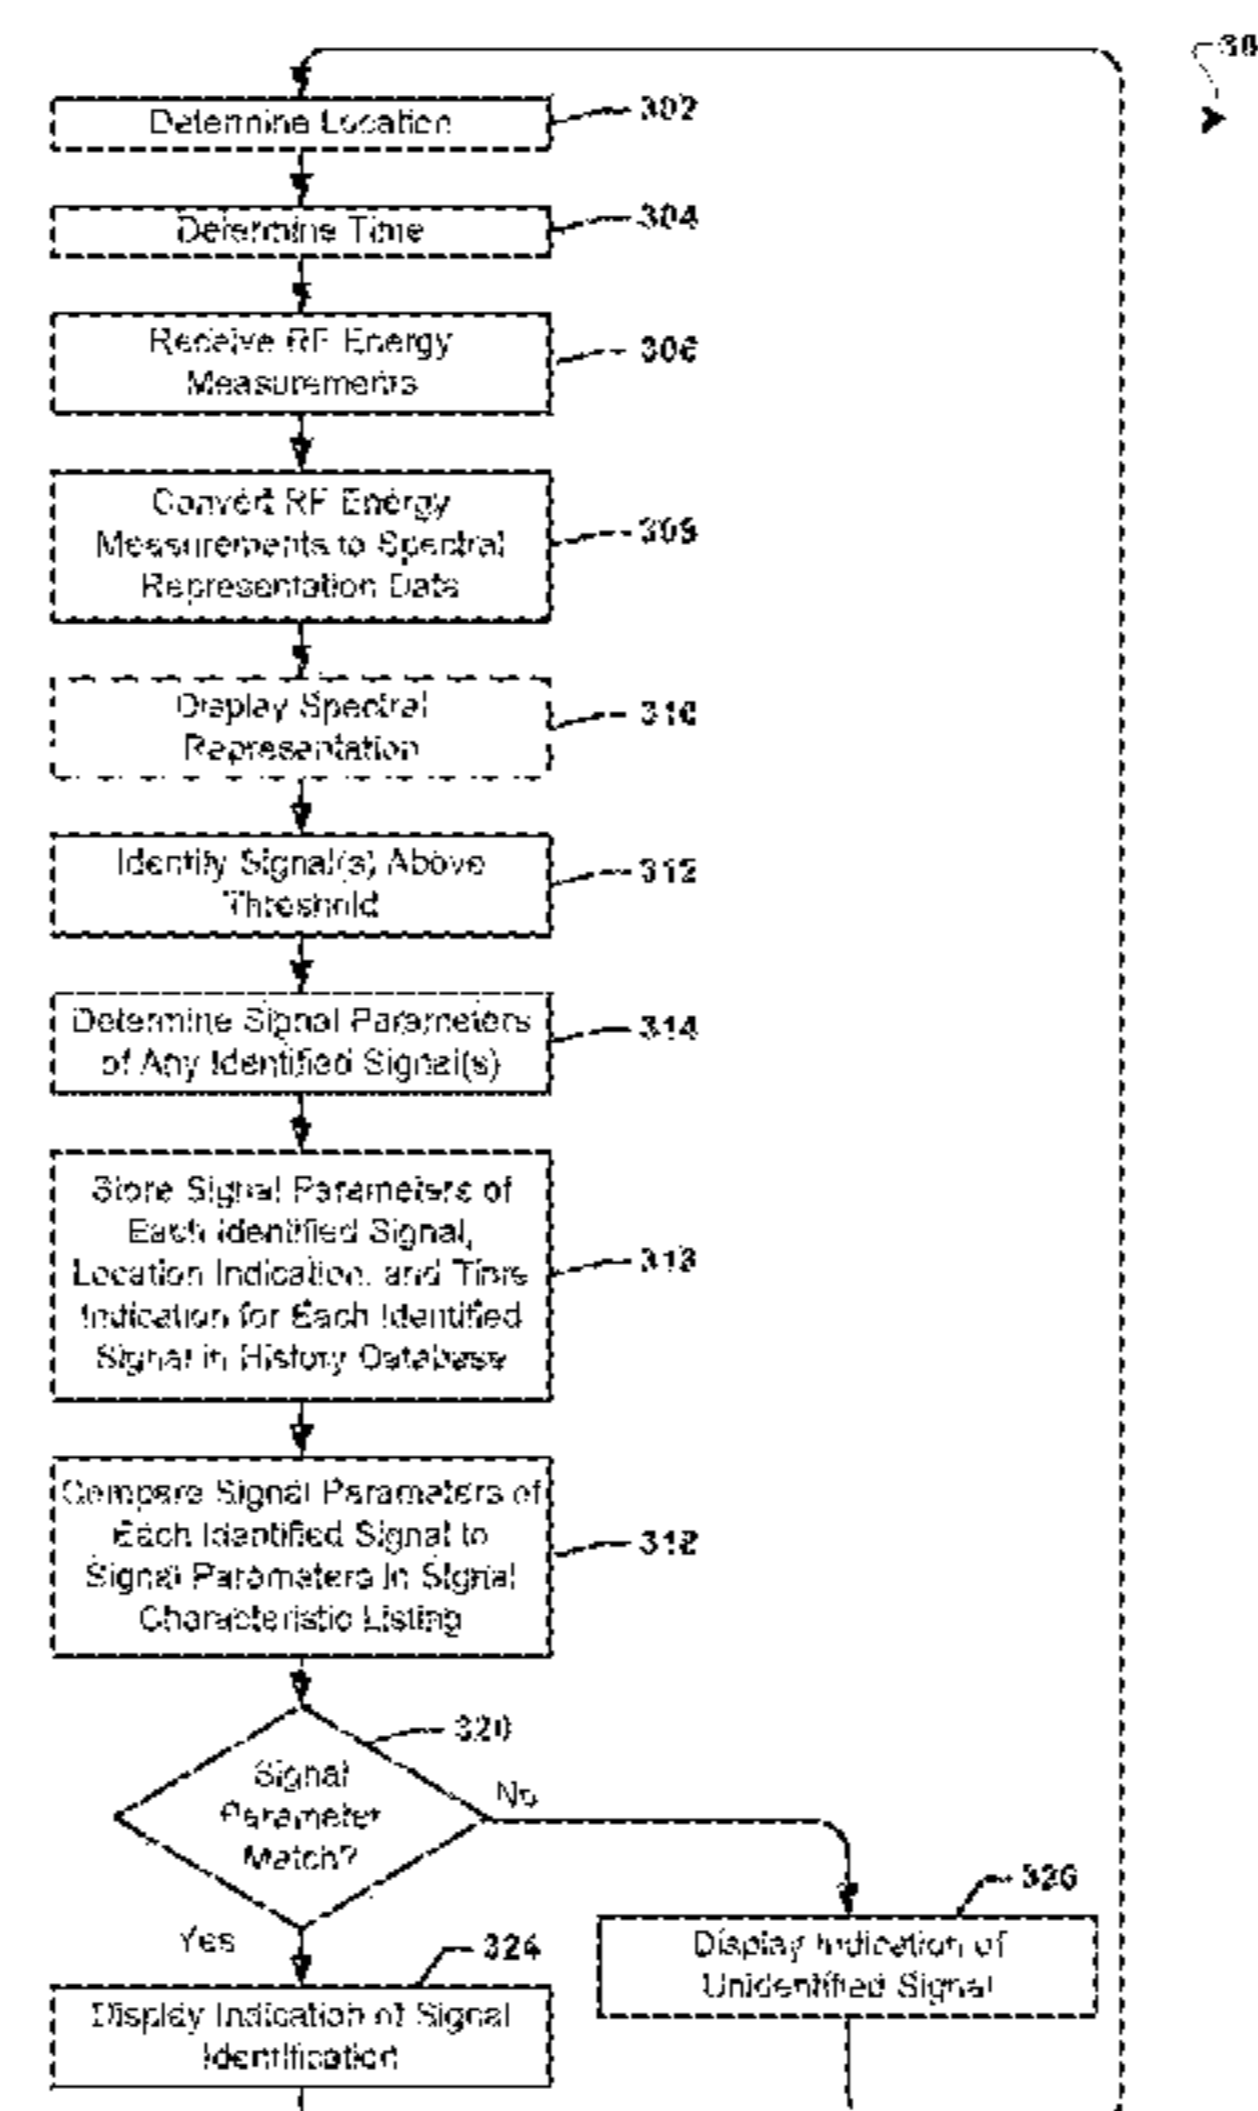 30
Determine Location
302
Determine Time
304
Receive RF Energy
Measurements
306
Convert RF Energy
Measurements to Spectral
Representation Data
308
Display Spectral
Representation
310
Identify Signal(s) Above
Threshold
312
Determine Signal Parameters
of Any Identified Signal(s)
314
Store Signal Parameters of
Each Identified Signal,
Location Indication, and Time
Indication for Each Identified
Signal in History Database
Compare Signal Parameters of
Each Identified Signal to
Signal Parameters in Signal
Characteristic Listing
320
Signal
Parameter
Match?
No
Yes
326
Display Indication of
Unidentified Signal
324
Display Indication of Signal
Identification